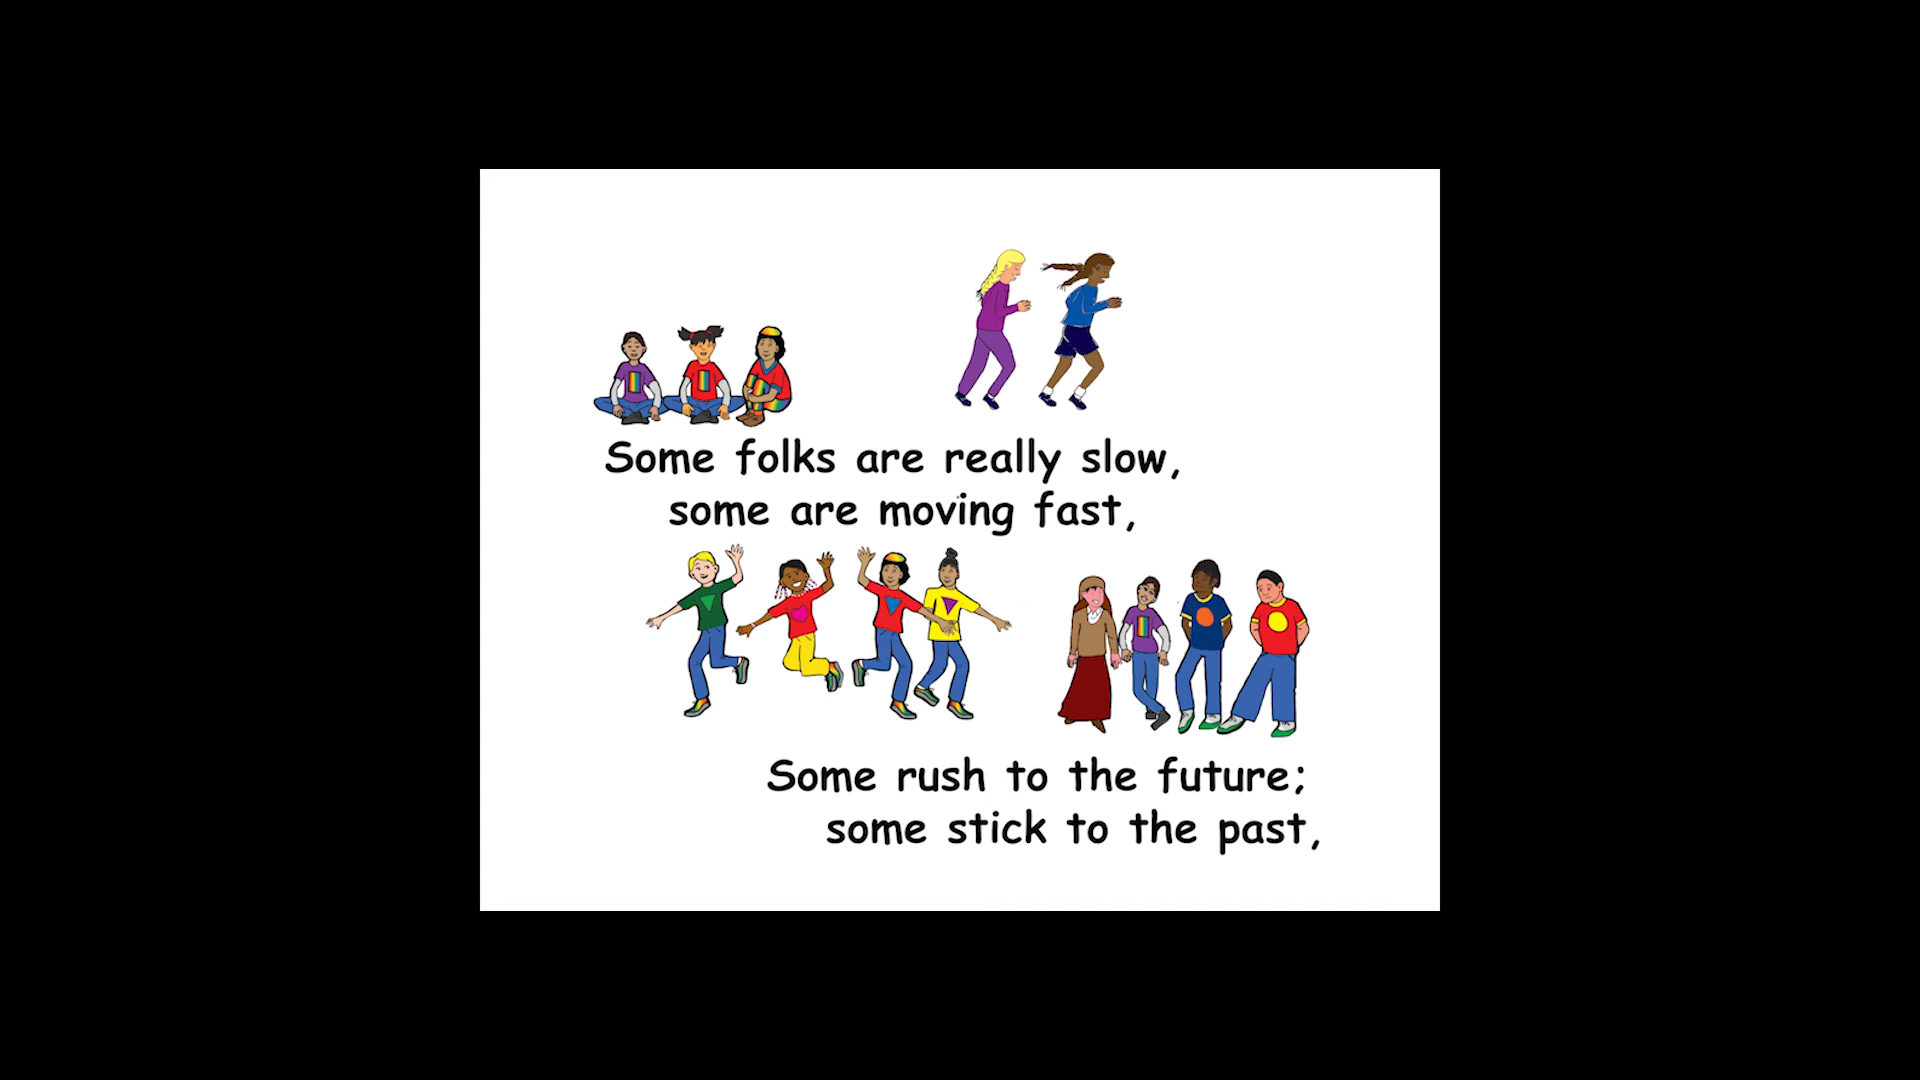 Some folks are really slow,
some are moving fast,
Some rush to the future;
some stick to the past,